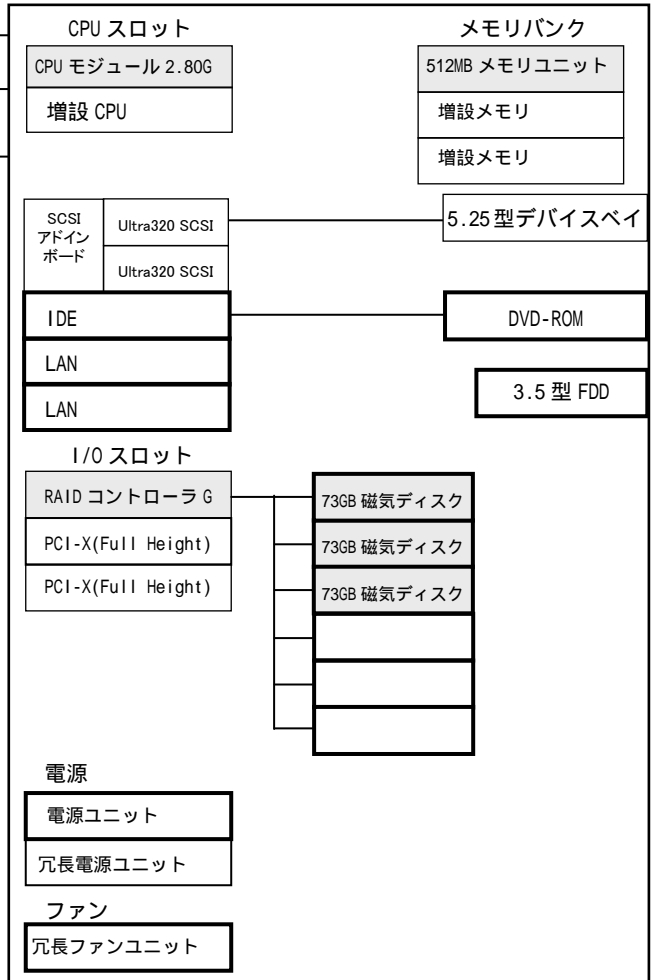 CPU スロット
CPU モジュール 2.80G
増設 CPU
メモリバンク
512MB メモリユニット
増設メモリ
増設メモリ
SCSI
アドイン
ボード
Ultra320 SCSI
Ultra320 SCSI
5.25型デバイスベイ
IDE
DVD-ROM
LAN
LAN
3.5型 FDD
I/O スロット
RAID コントローラ G
PCI-X(Full Height)
PCI-X(Full Height)
73GB 磁気ディスク
73GB 磁気ディスク
73GB 磁気ディスク
電源
電源ユニット
冗長電源ユニット
ファン
冗長ファンユニット